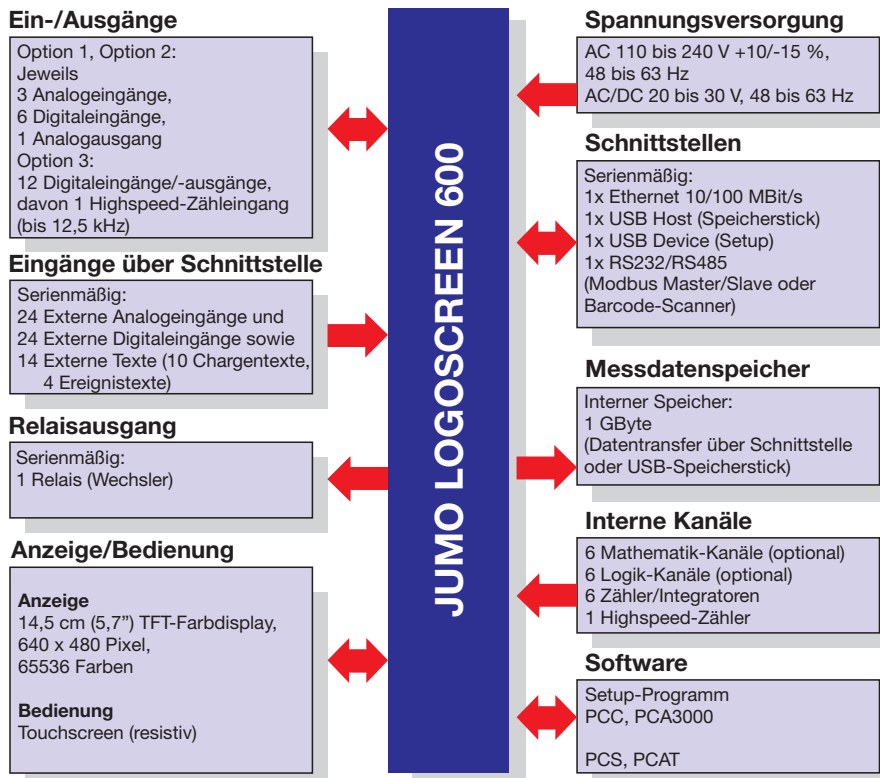 Ein-/Ausgänge
Option 1, Option 2:
Jeweils
3 Analogeingänge,
6 Digitaleingänge,
1 Analogausgang
Option 3:
12 Digitaleingänge/-ausgänge,
davon 1 Highspeed-Zähleingang
(bis 12,5 kHz)
Eingänge über Schnittstelle
Serienmäßig:
24 Externe Analogeingänge und
24 Externe Digitaleingänge sowie
14 Externe Texte (10 Chargentexte,
4 Ereignistexte)
Relaisausgang
Serienmäßig:
1 Relais (Wechsler)
Anzeige/Bedienung
Anzeige
14,5 cm (5,7”) TFT-Farbdisplay,
640 x 480 Pixel,
65536 Farben
Bedienung
Touchscreen (resistiv)
JUMO LOGOSCREEN 600
Spannungsversorgung
AC 110 bis 240 V +10/-15 %,
48 bis 63 Hz
AC/DC 20 bis 30 V, 48 bis 63 Hz
Schnittstellen
Serienmäßig:
1x Ethernet 10/100 MBit/s
1x USB Host (Speicherstick)
1x USB Device (Setup)
1x RS232/RS485
(Modbus Master/Slave oder
Barcode-Scanner)
Messdatenspeicher
Interner Speicher:
1 GByte
(Datentransfer über Schnittstelle
oder USB-Speicherstick)
Interne Kanäle
6 Mathematik-Kanäle (optional)
6 Logik-Kanäle (optional)
6 Zähler/Integratoren
1 Highspeed-Zähler
Software
Setup-Programm
PCC, PCA3000
PCS, PCAT